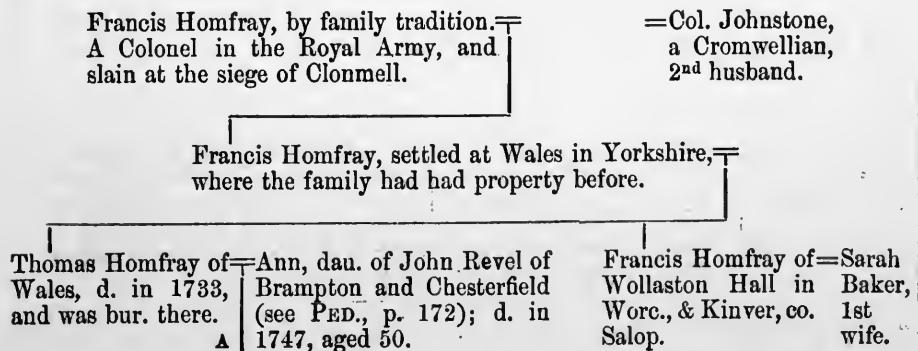 Francis Homfray, by family tradition.
A Colonel in the Royal Army, and
slain at the siege of Clonmell.
=Col. Johnstone,
a Cromwellian,
2nd husband.
Francis Homfray, settled at Wales in Yorkshire,
where the family had had property before.
Thomas Homfray of
Wales, d. in 1733,
and was bur. there.
A
=Ann, dau. of John Revel of
Brampton and Chesterfield
(see PED., p. 172); d. in
1747, aged 50.
Francis Homfray of
Wollaston Hall in
Worc., & Kinver, co.
Salop.
=Sarah
Baker,
1st
wife.